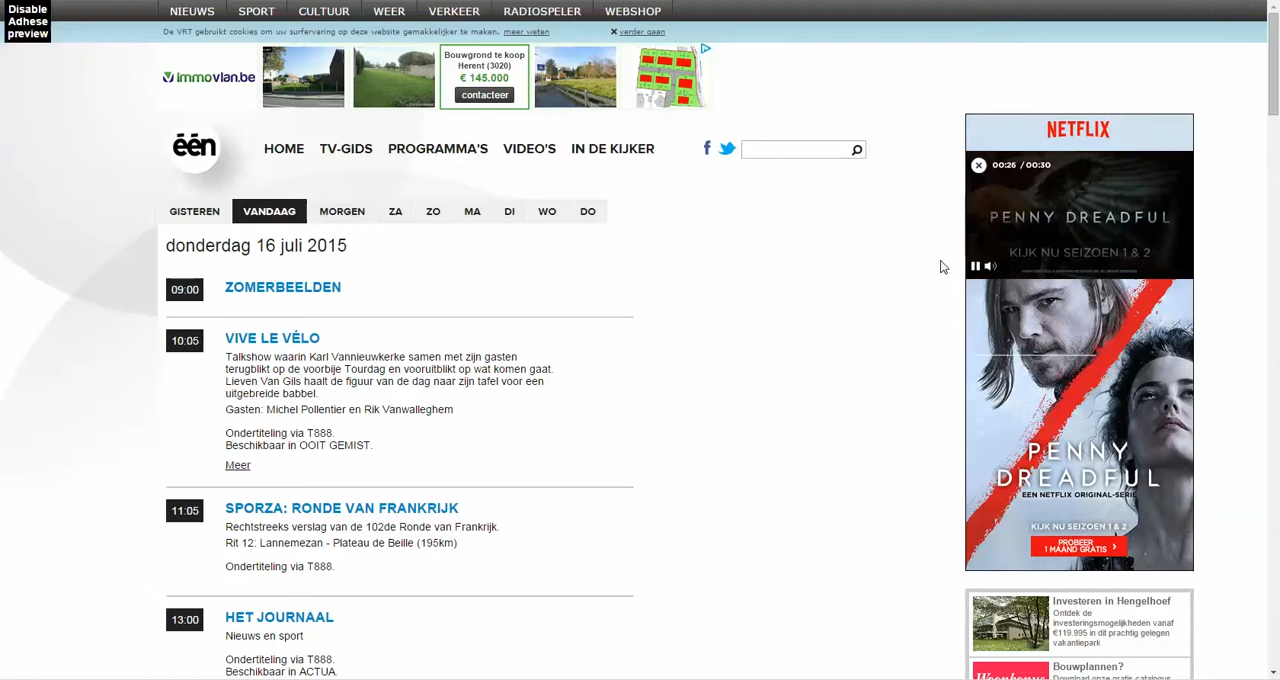 Disable
Adhese
preview
NIEUWS SPORT CULTUUR WEER VERKEER RADIOSPELER WEBSHOP
De VRT gebruikt cookies om uw surfervaring op deze website gemakkelijker te maken. meer weten ✕ verder gaan
immovlan.be
Bouwgrond te koop
Herent (3020)
€ 145.000
contacteer
één
HOME TV-GIDS PROGRAMMA'S VIDEO'S IN DE KIJKER
GISTEREN VANDAAG MORGEN ZA ZO MA DI WO DO
donderdag 16 juli 2015
09:00 ZOMERBEELDEN
10:05 VIVE LE VÉLO
Talkshow waarin Karl Vannieuwkerke samen met zijn gasten
terugblikt op de voorbije Tourdag en vooruitblikt op wat komen gaat.
Lieven Van Gils haalt de figuur van de dag naar zijn tafel voor een
uitgebreide babbel.
Gasten: Michel Pollentier en Rik Vanwalleghem
Ondertiteling via T888.
Beschikbaar in OOIT GEMIST.
Meer
11:05 SPORZA: RONDE VAN FRANKRIJK
Rechtstreeks verslag van de 102de Ronde van Frankrijk.
Rit 12: Lannemezan - Plateau de Beille (195km)
Ondertiteling via T888.
13:00 HET JOURNAAL
Nieuws en sport
Ondertiteling via T888.
Beschikbaar in ACTUA.
NETFLIX
00:26 / 00:30
PENNY DREADFUL
KIJK NU SEIZOEN 1 & 2
PENNY
DREADFUL
EEN NETFLIX ORIGINAL-SERIE
KIJK NU SEIZOEN 1 & 2
PROBEER
1 MAAND GRATIS
Investeren in Hengelhoef
Ontdek de
investeringsmogelijkheden vanaf
€119.995 in dit prachtig gelegen
vakantiepark
Bouwplannen?
Download onze gratis catalogus
Woonbonus